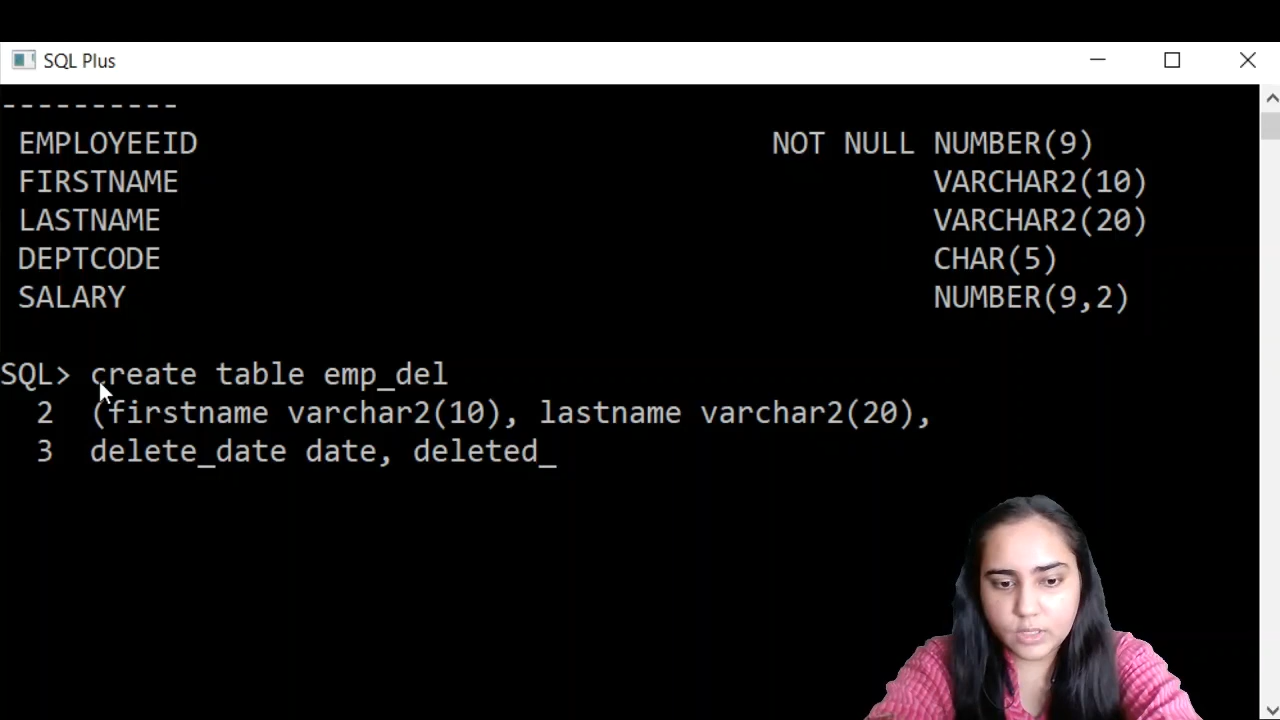 SQL Plus
----------
EMPLOYEEID NOT NULL NUMBER(9)
FIRSTNAME VARCHAR2(10)
LASTNAME VARCHAR2(20)
DEPTCODE CHAR(5)
SALARY NUMBER(9,2)
SQL> create table emp_del
2 (firstname varchar2(10), lastname varchar2(20),
3 delete_date date, deleted_